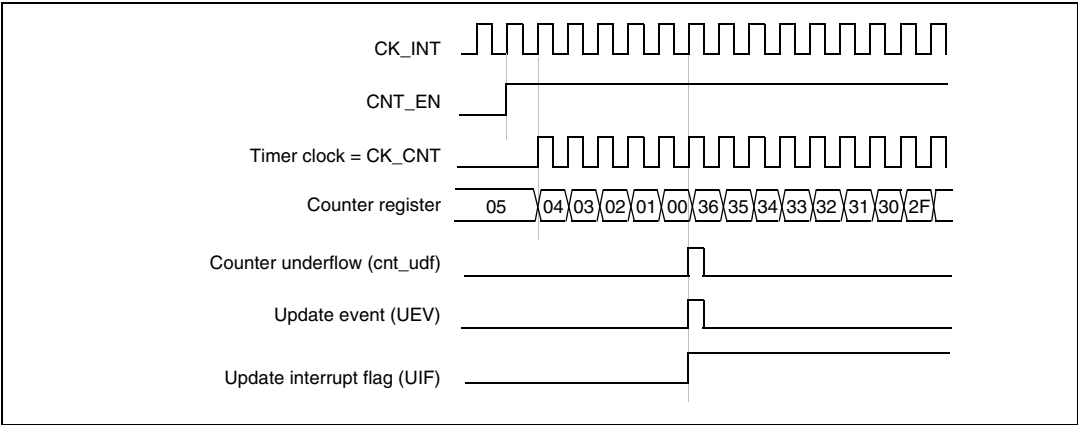 CK_INT
CNT_EN
Timer clock = CK_CNT
Counter register 05 04 03 02 01 00 36 35 34 33 32 31 30 2F
Counter underflow (cnt_udf)
Update event (UEV)
Update interrupt flag (UIF)